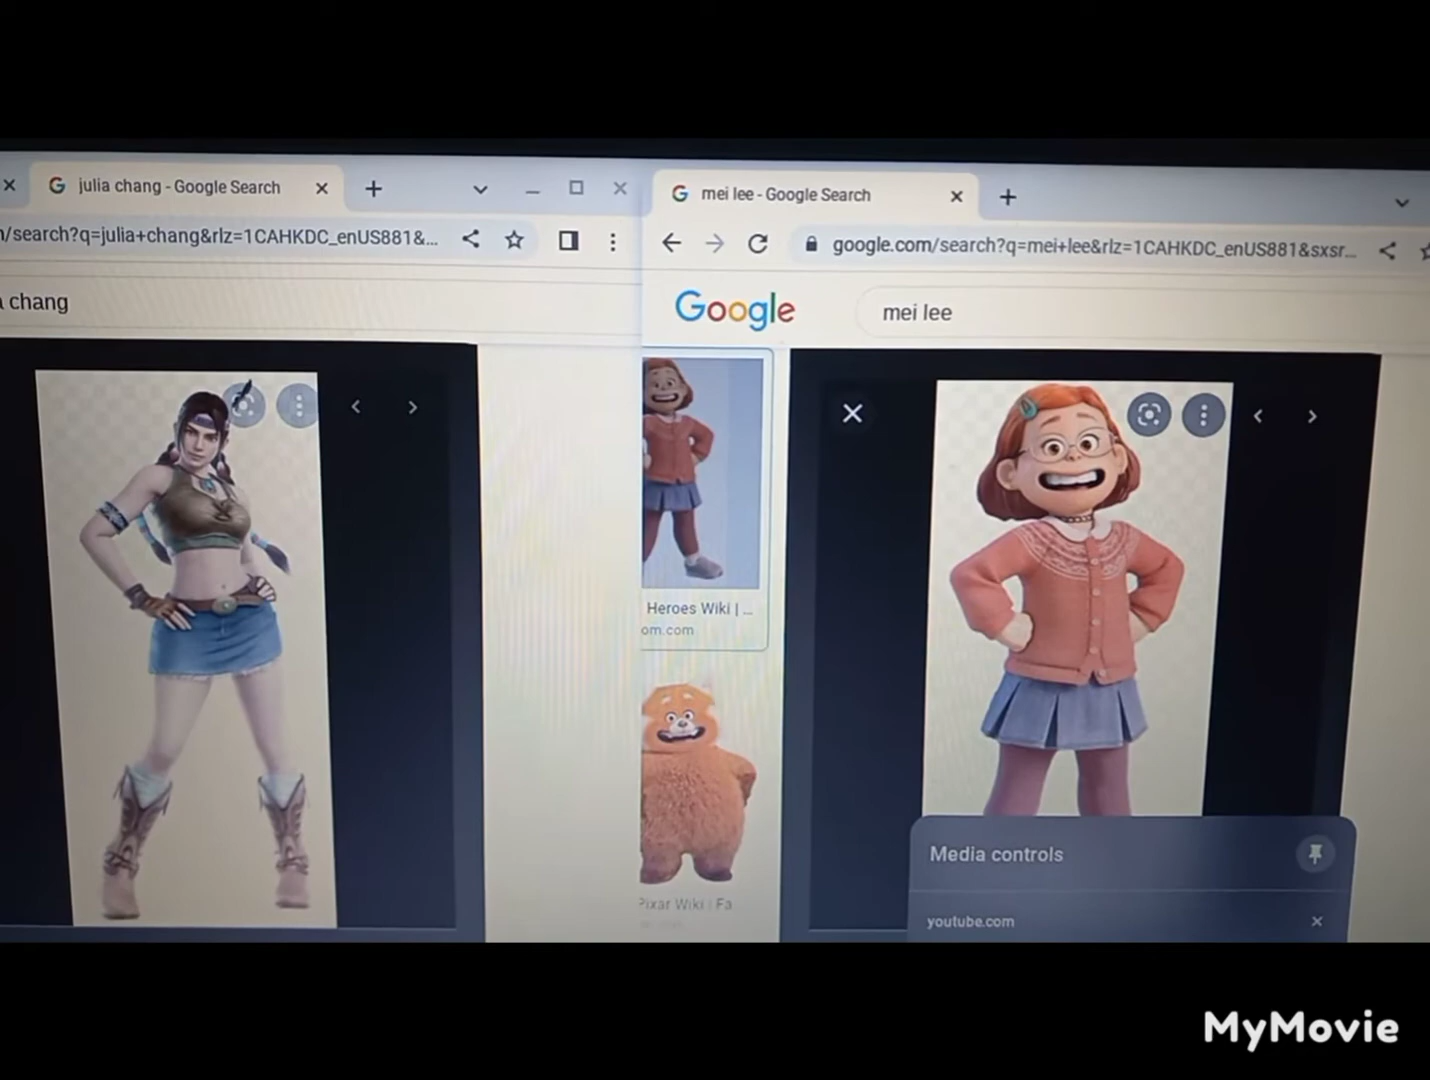 julia chang - Google Search
/search?q=julia+chang&rlz=1CAHKDC_enUS881&...
chang
mei lee - Google Search
google.com/search?q=mei+lee&rlz=1CAHKDC_enUS881&sxsr...
Google
mei lee
Heroes Wiki | ...
om.com
Pixar Wiki | Fa
Media controls
youtube.com
MyMovie